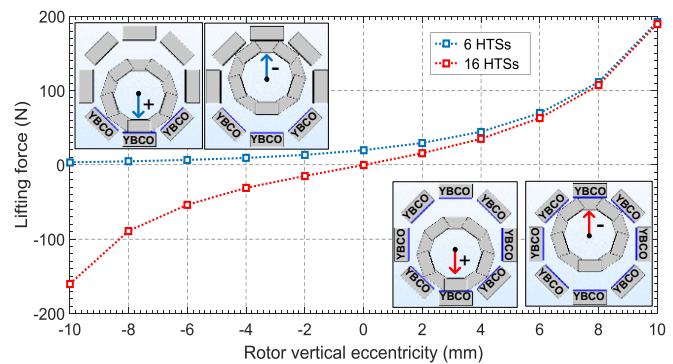 200
100
0
-100
-200
Lifting force (N)
-10 -8 -6 -4 -2 0 2 4 6 8 10
Rotor vertical eccentricity (mm)
6 HTSs
16 HTSs
+
YBCO YBCO YBCO
-
YBCO YBCO YBCO
YBCO
YBCO YBCO
YBCO YBCO
+
YBCO YBCO
YBCO
YBCO
YBCO YBCO
YBCO YBCO
-
YBCO YBCO
YBCO